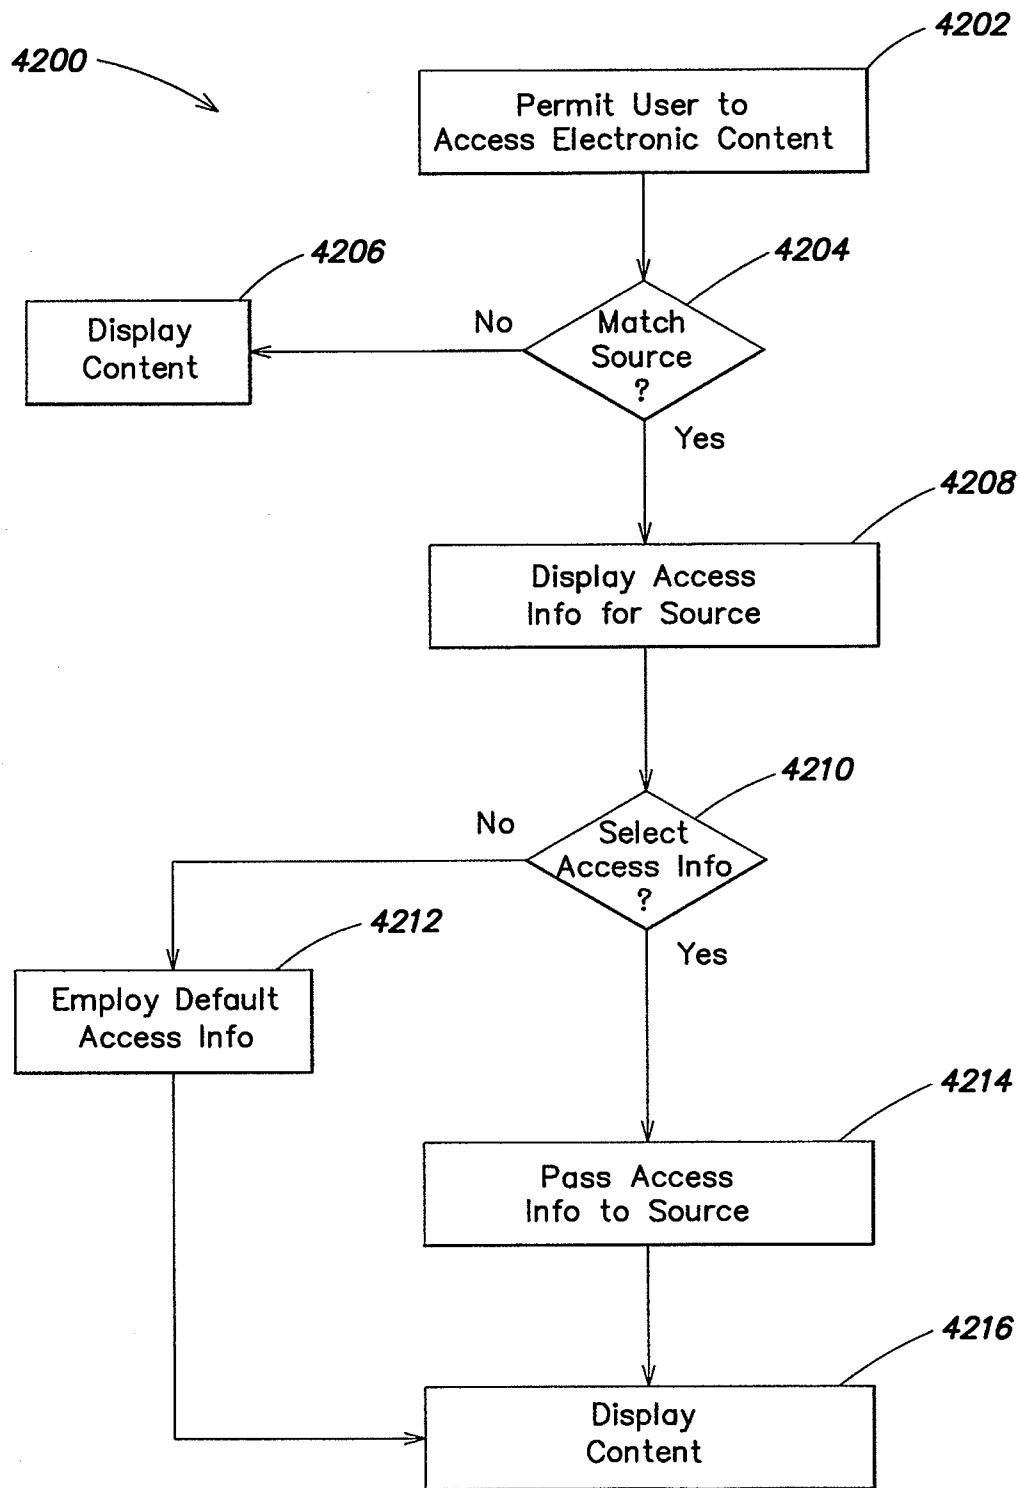 4200
4202
Permit User to
Access Electronic Content
4204
4206
Match
Source
?
No
Display
Content
Yes
4208
Display Access
Info for Source
4210
Select
Access Info
?
No
Yes
4212
Employ Default
Access Info
4214
Pass Access
Info to Source
4216
Display
Content